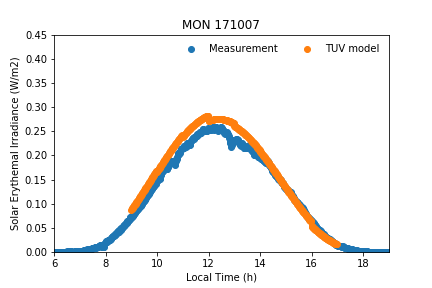 MON 171007
Measurement
TUV model
Solar Erythemal Irradiance (W/m2)
0.45
0.40
0.35
0.30
0.25
0.20
0.15
0.10
0.05
0.00
6 8 10 12 14 16 18
Local Time (h)